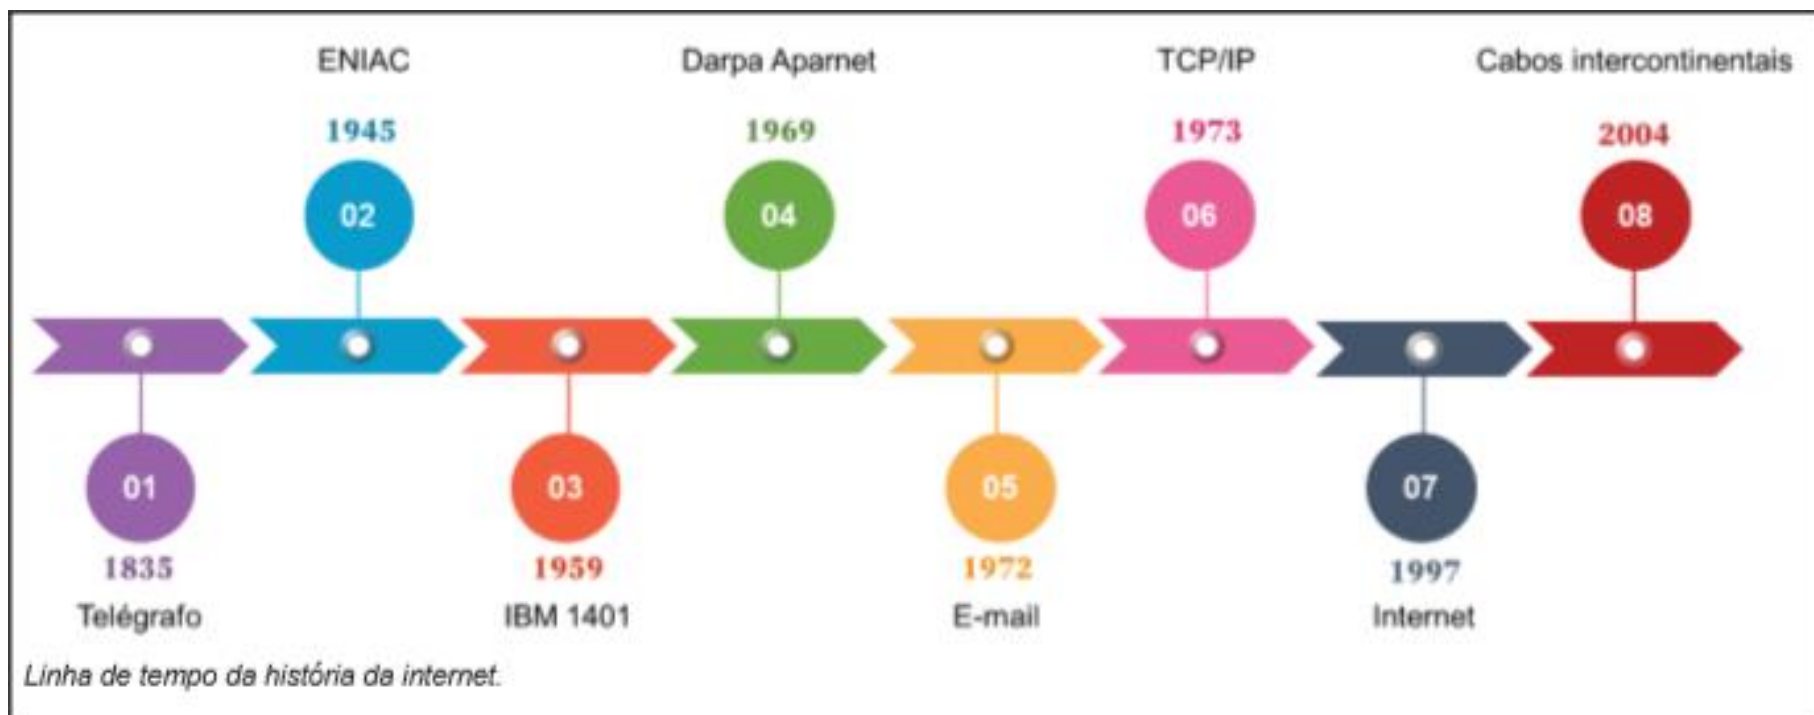 ENIAC
Darpa Aparnet
TCP/IP
Cabos intercontinentais
1945
1969
1973
2004
02
04
06
08
01
03
05
07
1835
1959
1972
1997
Telégrafo
IBM 1401
E-mail
Internet
Linha de tempo da história da internet.